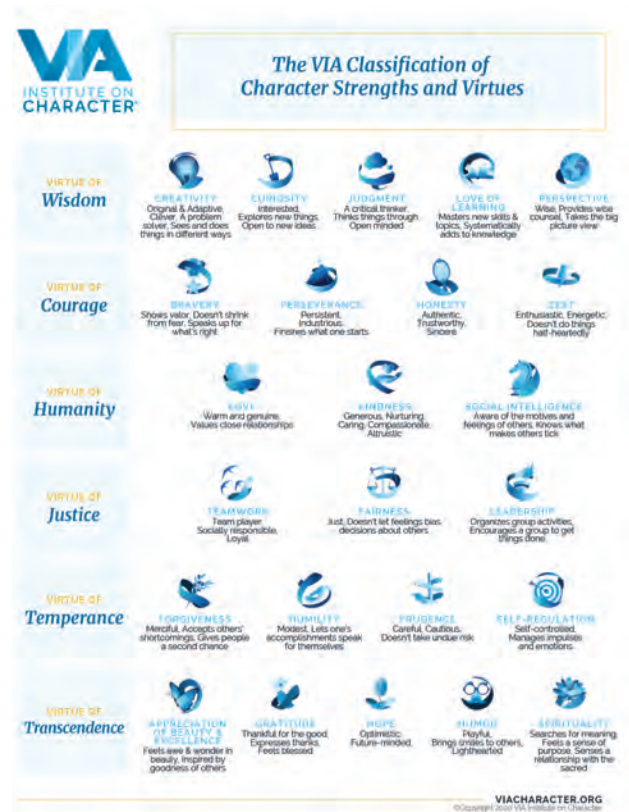 VIA
INSTITUTE ON
CHARACTER®
The VIA Classification of
Character Strengths and Virtues
VIRTUE OF
Wisdom
CREATIVITY
Original & Adaptive,
Clever, A problem
solver, Sees and does
things in different ways
CURIOSITY
Interested,
Explores new things,
Open to new ideas
JUDGMENT
A critical thinker,
Thinks things through,
Open minded
LOVE OF
LEARNING
Masters new skills &
topics, Systematically
adds to knowledge
PERSPECTIVE
Wise, Provides wise
counsel, Takes the big
picture view
VIRTUE OF
Courage
BRAVERY
Shows valor, Doesn't shrink
from fear, Speaks up for
what's right
PERSEVERANCE
Persistent,
Industrious,
Finishes what one starts
HONESTY
Authentic,
Trustworthy,
Sincere
ZEST
Enthusiastic, Energetic,
Doesn't do things
half-heartedly
VIRTUE OF
Humanity
LOVE
Warm and genuine,
Values close relationships
KINDNESS
Generous, Nurturing,
Caring, Compassionate,
Altruistic
SOCIAL INTELLIGENCE
Aware of the motives and
feelings of others, Knows what
makes others tick
VIRTUE OF
Justice
TEAMWORK
Team player,
Socially responsible,
Loyal
FAIRNESS
Just, Doesn't let feelings bias
decisions about others
LEADERSHIP
Organizes group activities,
Encourages a group to get
things done
VIRTUE OF
Temperance
FORGIVENESS
Merciful, Accepts others'
shortcomings, Gives people
a second chance
HUMILITY
Modest, Lets one's
accomplishments speak
for themselves
PRUDENCE
Careful, Cautious,
Doesn't take undue risk
SELF-REGULATION
Self-controlled,
Manages impulses
and emotions
VIRTUE OF
Transcendence
APPRECIATION
OF BEAUTY &
EXCELLENCE
Feels awe & wonder in
beauty, Inspired by
goodness of others
GRATITUDE
Thankful for the good,
Expresses thanks,
Feels blessed
HOPE
Optimistic,
Future-minded,
HUMOR
Playful,
Brings smiles to others,
Lighthearted
SPIRITUALITY
Searches for meaning,
Feels a sense of
purpose, Senses a
relationship with the
sacred
VIACHARACTER.ORG
©Copyright 2020 VIA Institute on Character